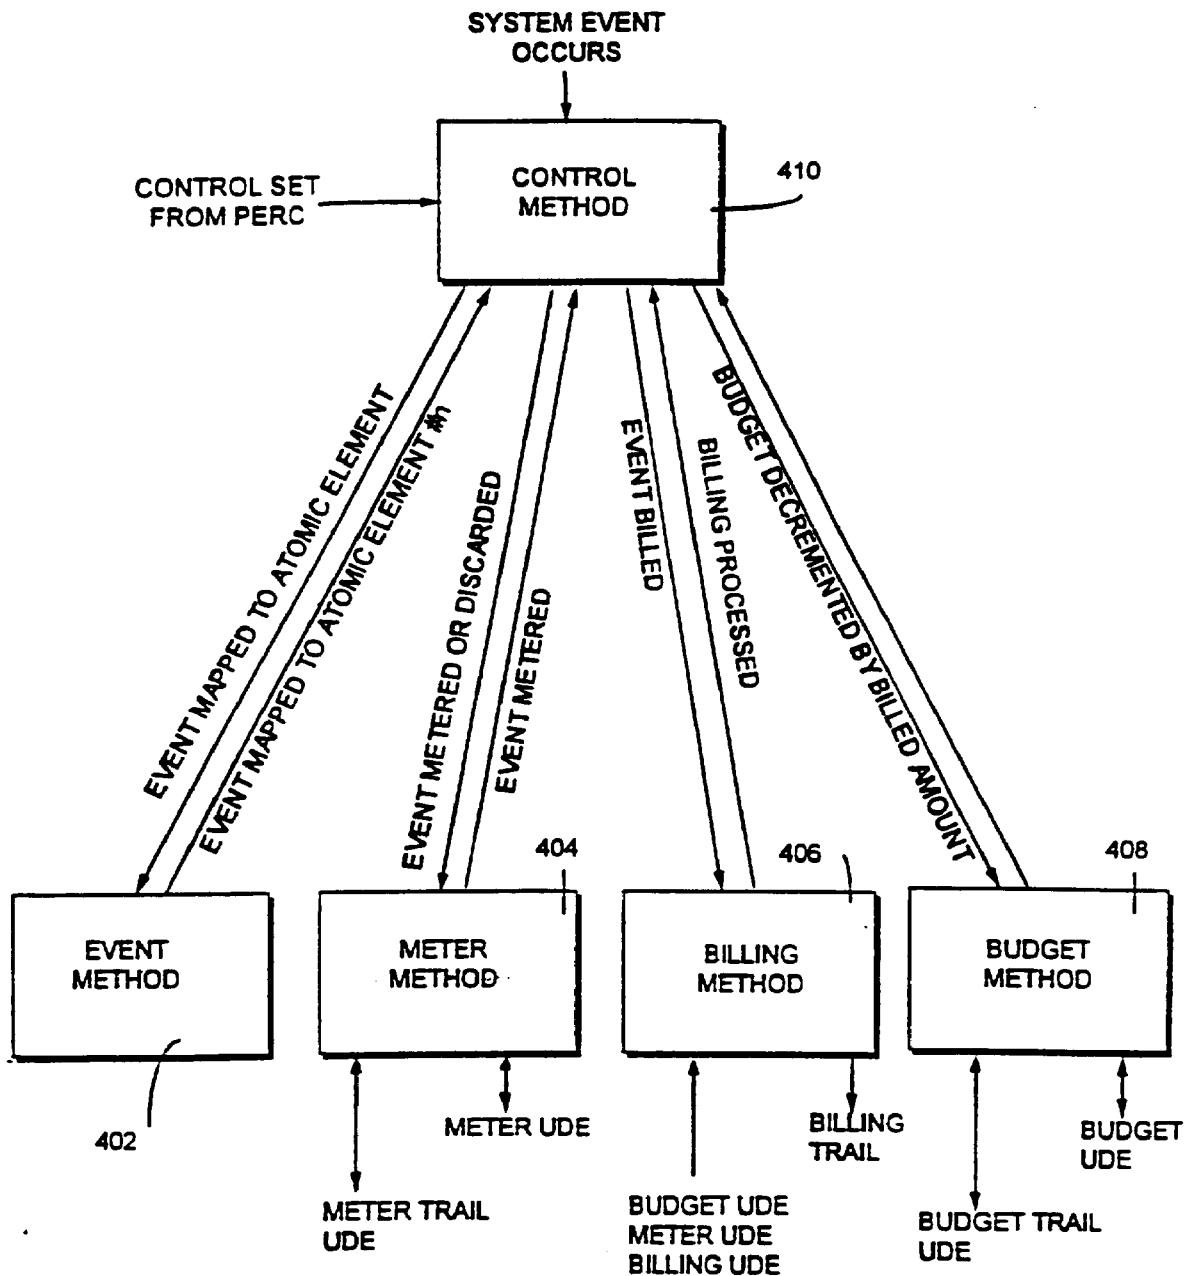 SYSTEM EVENT
OCCURS
CONTROL SET
FROM PERC
CONTROL
METHOD
410
EVENT MAPPED TO ATOMIC ELEMENT
EVENT MAPPED TO ATOMIC ELEMENT #n
EVENT METERED OR DISCARDED
EVENT METERED
EVENT BILLED
BILLING PROCESSED
BUDGET DECREMENTED BY BILLED AMOUNT
EVENT
METHOD
402
METER
METHOD
404
BILLING
METHOD
406
BUDGET
METHOD
408
METER TRAIL
UDE
METER UDE
BUDGET UDE
METER UDE
BILLING UDE
BILLING
TRAIL
BUDGET TRAIL
UDE
BUDGET
UDE